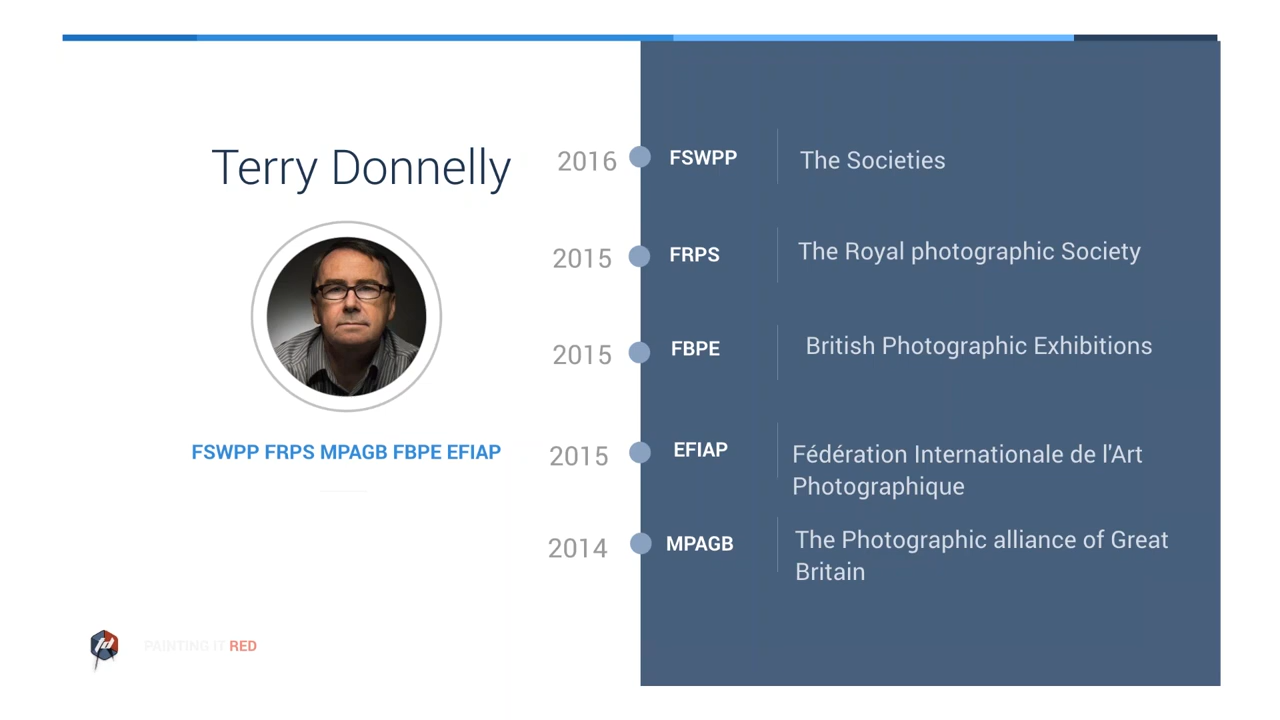 Terry Donnelly
FSWPP FRPS MPAGB FBPE EFIAP
2016 FSWPP The Societies
2015 FRPS The Royal photographic Society
2015 FBPE British Photographic Exhibitions
2015 EFIAP Fédération Internationale de l'Art
Photographique
2014 MPAGB The Photographic alliance of Great
Britain
PAINTING IT RED